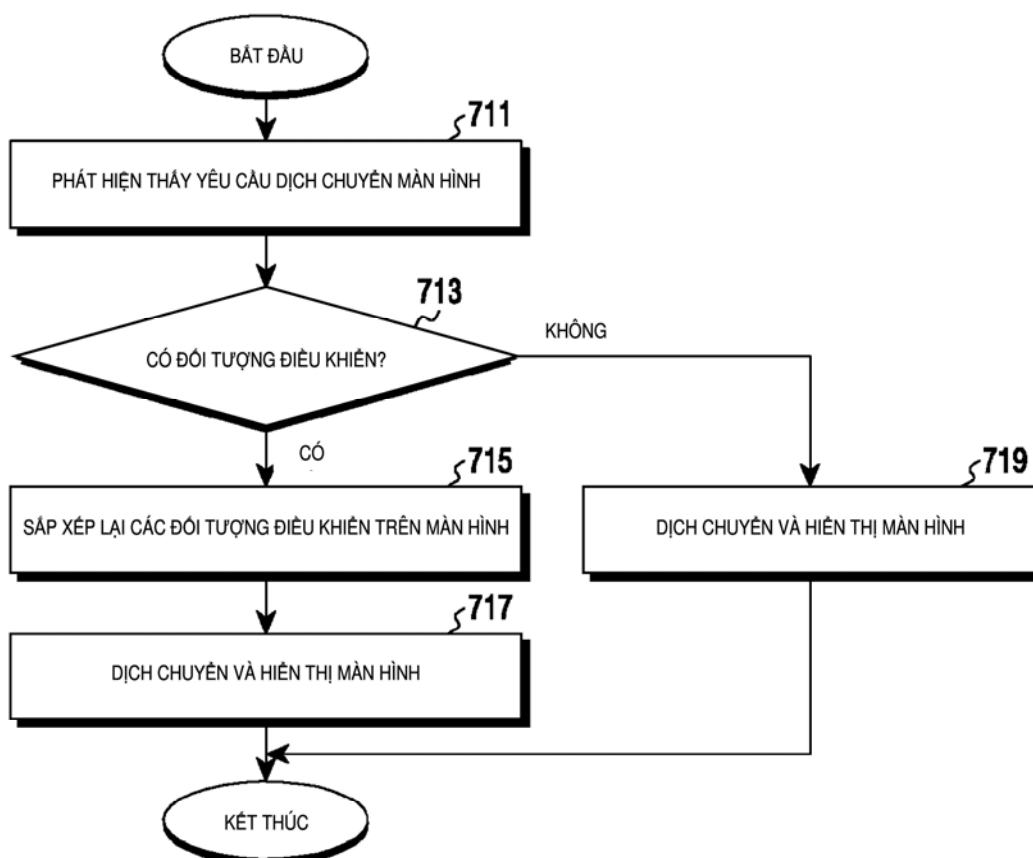 BẮT ĐẦU
711
PHÁT HIỆN THẤY YÊU CẦU DỊCH CHUYỂN MÀN HÌNH
713
CÓ ĐỐI TƯỢNG ĐIỀU KHIỂN?
KHÔNG
CÓ
715
SẮP XẾP LẠI CÁC ĐỐI TƯỢNG ĐIỀU KHIỂN TRÊN MÀN HÌNH
719
DỊCH CHUYỂN VÀ HIỂN THỊ MÀN HÌNH
717
DỊCH CHUYỂN VÀ HIỂN THỊ MÀN HÌNH
KẾT THÚC